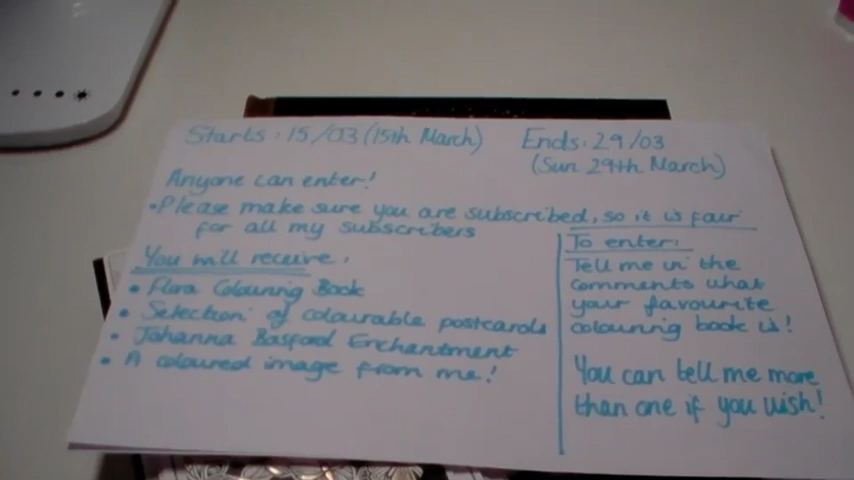 Starts: 15/03 (15th March)
Ends: 29/03
(Sun 29th March)
Anyone can enter!
• Please make sure you are subscribed, so it is fair
for all my subscribers
You will receive:
• Flora Colouring Book
• Selection of colourable postcards
• Johanna Basford Enchantment
• A coloured image from me!
To enter:
Tell me in the
comments what
your favourite
colouring book is!
You can tell me more
than one if you wish!